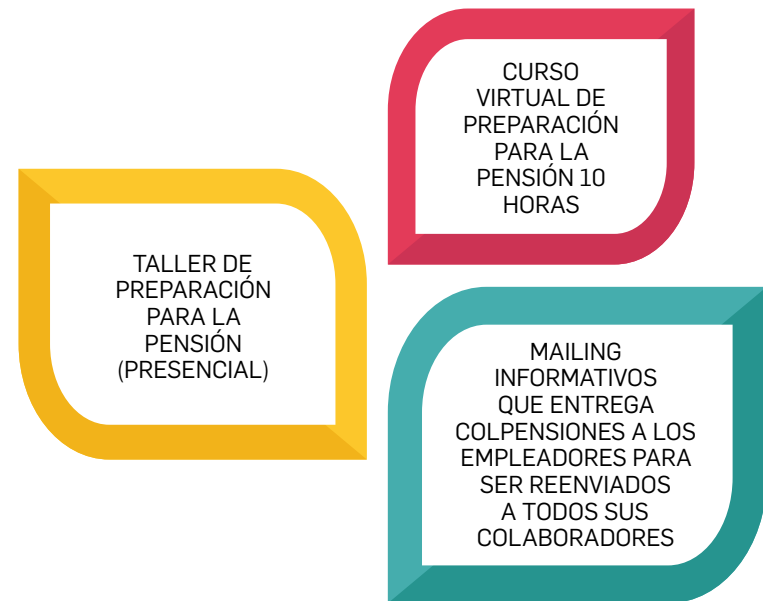 CURSO
VIRTUAL DE
PREPARACIÓN
PARA LA
PENSIÓN 10
HORAS
TALLER DE
PREPARACIÓN
PARA LA
PENSIÓN
(PRESENCIAL)
MAILING
INFORMATIVOS
QUE ENTREGA
COLPENSIONES A LOS
EMPLEADORES PARA
SER REENVIADOS
A TODOS SUS
COLABORADORES